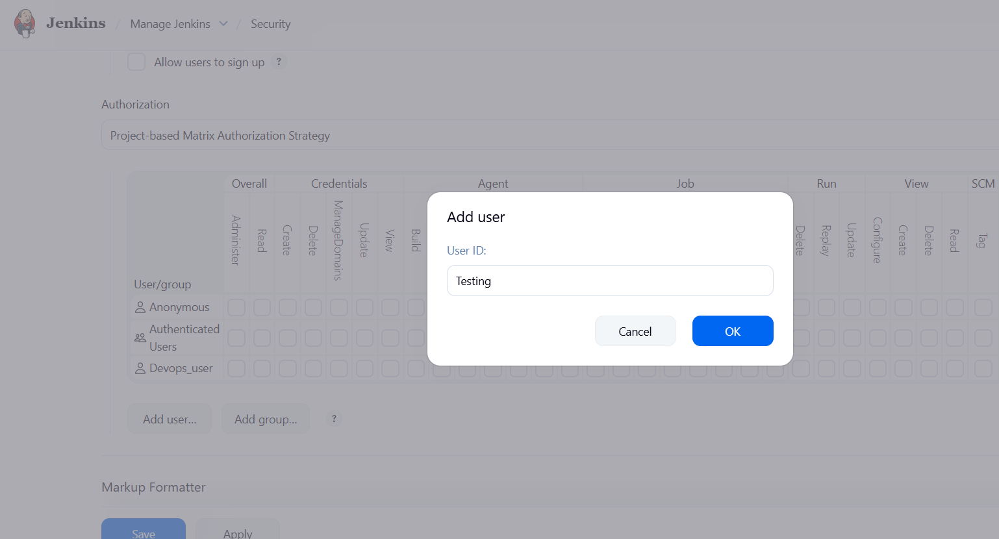 Jenkins / Manage Jenkins / Security
Allow users to sign up ?
Authorization
Project-based Matrix Authorization Strategy
Overall Credentials Agent Job Run View SCM
Administer Read Create Delete ManageDomains Update View Build Delete Replay Update Configure Create Delete Read Tag
User/group
Anonymous
Authenticated
Users
Devops_user
Add user
User ID:
Testing
Cancel OK
Add user... Add group... ?
Markup Formatter
Save Apply